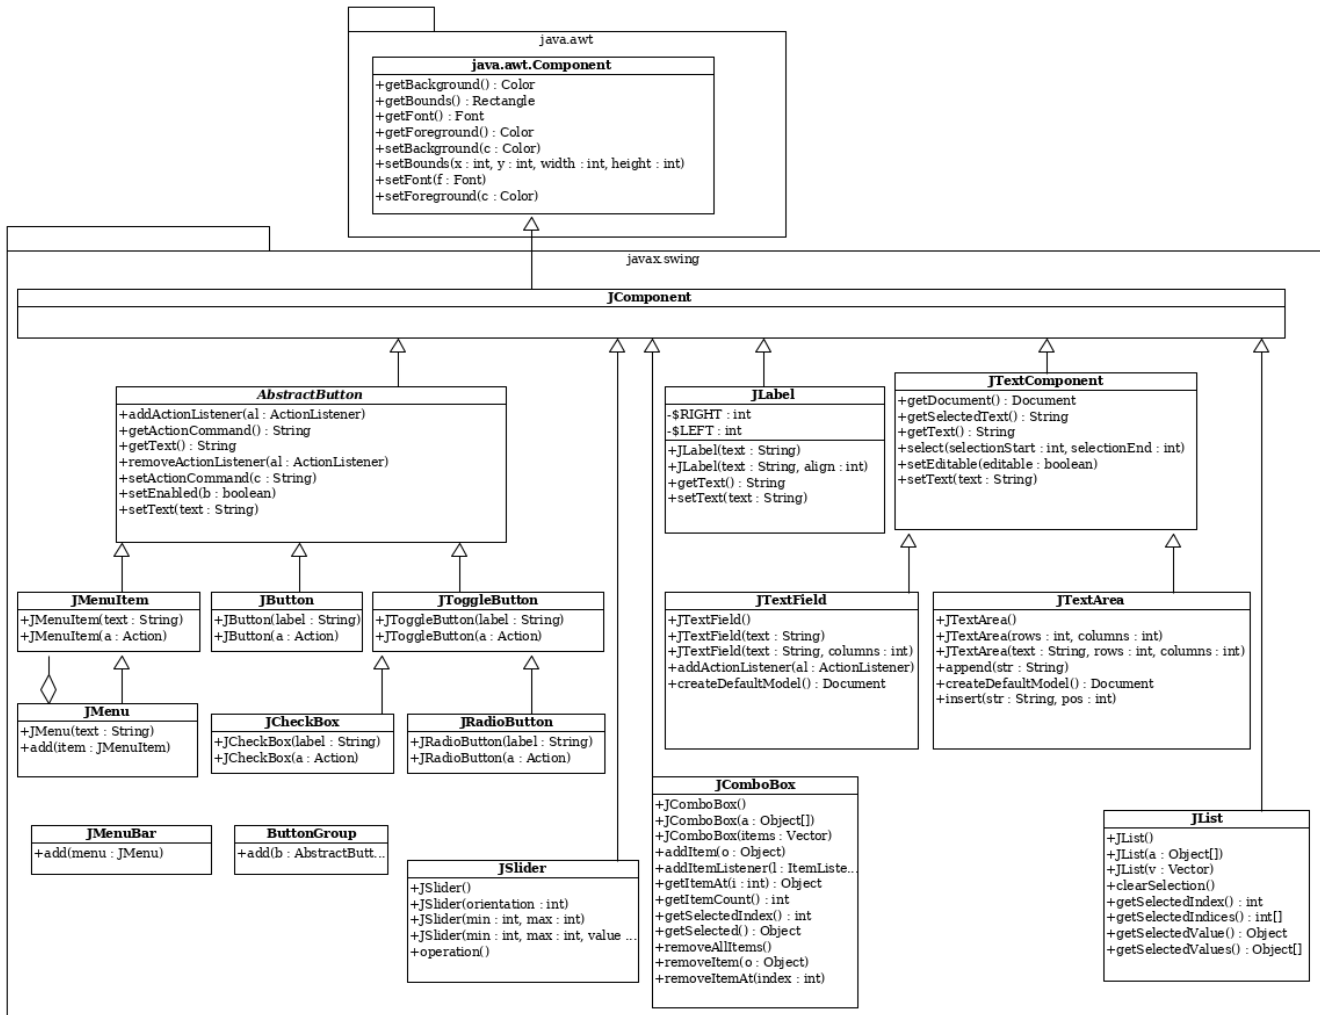 java.awt
java.awt.Component
+getBackground() : Color
+getBounds() : Rectangle
+getFont() : Font
+getForeground() : Color
+setBackground(c : Color)
+setBounds(x : int, y : int, width : int, height : int)
+setFont(f : Font)
+setForeground(c : Color)
javax.swing
JComponent
AbstractButton
+addActionListener(al : ActionListener)
+getActionCommand() : String
+getText() : String
+removeActionListener(al : ActionListener)
+setActionCommand(c : String)
+setEnabled(b : boolean)
+setText(text : String)
JLabel
-$RIGHT : int
-$LEFT : int
+JLabel(text : String)
+JLabel(text : String, align : int)
+getText() : String
+setText(text : String)
JTextComponent
+getDocument() : Document
+getSelectedText() : String
+getText() : String
+select(selectionStart : int, selectionEnd : int)
+setEditable(editable : boolean)
+setText(text : String)
JMenuItem
+JMenuItem(text : String)
+JMenuItem(a : Action)
JButton
+JButton(label : String)
+JButton(a : Action)
JToggleButton
+JToggleButton(label : String)
+JToggleButton(a : Action)
JTextField
+JTextField()
+JTextField(text : String)
+JTextField(text : String, columns : int)
+addActionListener(al : ActionListener)
+createDefaultModel() : Document
JTextArea
+JTextArea()
+JTextArea(rows : int, columns : int)
+JTextArea(text : String, rows : int, columns : int)
+append(str : String)
+createDefaultModel() : Document
+insert(str : String, pos : int)
JMenu
+JMenu(text : String)
+add(item : JMenuItem)
JCheckBox
+JCheckBox(label : String)
+JCheckBox(a : Action)
JRadioButton
+JRadioButton(label : String)
+JRadioButton(a : Action)
JMenuBar
+add(menu : JMenu)
ButtonGroup
+add(b : AbstractButt...
JSlider
+JSlider()
+JSlider(orientation : int)
+JSlider(min : int, max : int)
+JSlider(min : int, max : int, value ...
+operation()
JComboBox
+JComboBox()
+JComboBox(a : Object[])
+JComboBox(items : Vector)
+addItem(o : Object)
+addItemListener(l : ItemListe...
+getItemAt(i : int) : Object
+getItemCount() : int
+getSelectedIndex() : int
+getSelected() : Object
+removeAllItems()
+removeItem(o : Object)
+removeItemAt(index : int)
JList
+JList()
+JList(a : Object[])
+JList(v : Vector)
+clearSelection()
+getSelectedIndex() : int
+getSelectedIndices() : int[]
+getSelectedValue() : Object
+getSelectedValues() : Object[]